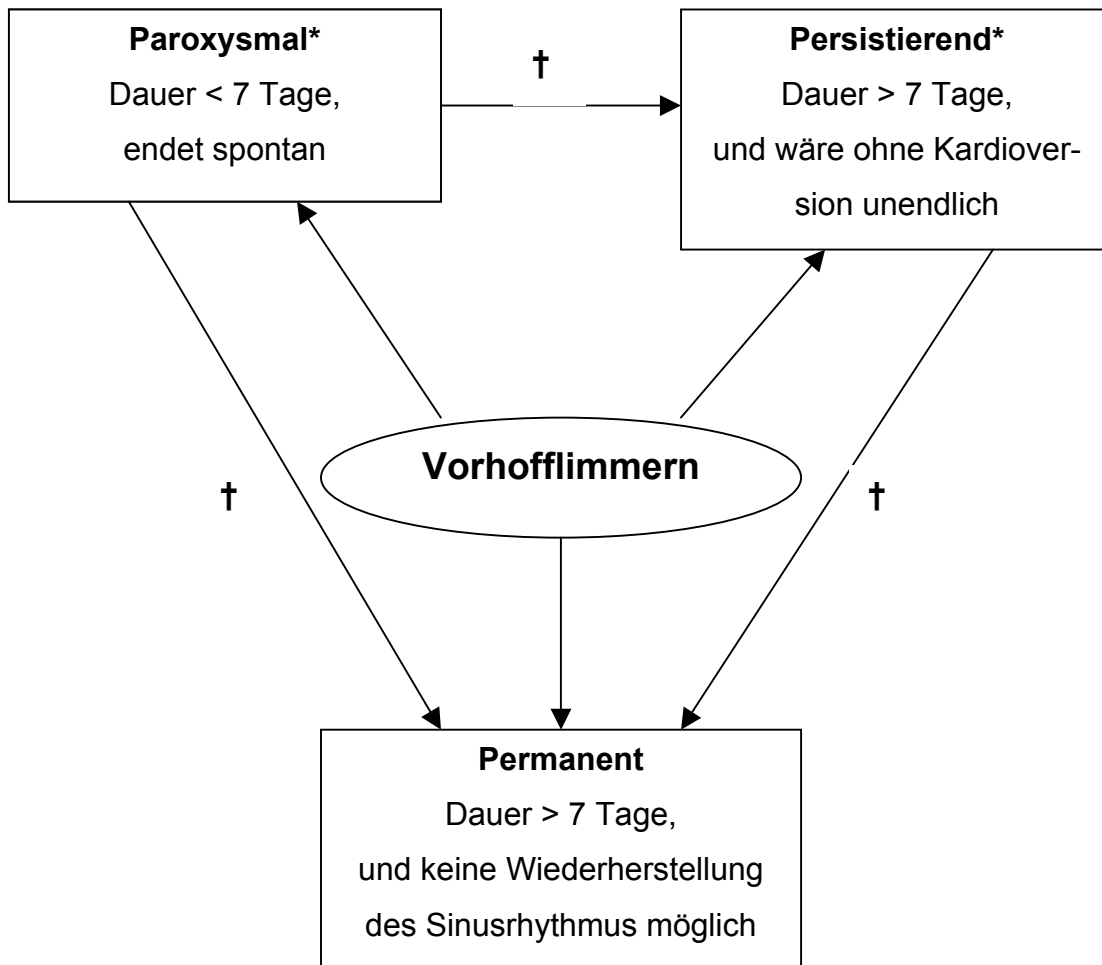 Paroxysmal*
Dauer < 7 Tage,
endet spontan
†
Persistierend*
Dauer > 7 Tage,
und wäre ohne Kardiover-
sion unendlich
Vorhofflimmern
†
†
Permanent
Dauer > 7 Tage,
und keine Wiederherstellung
des Sinusrhythmus möglich